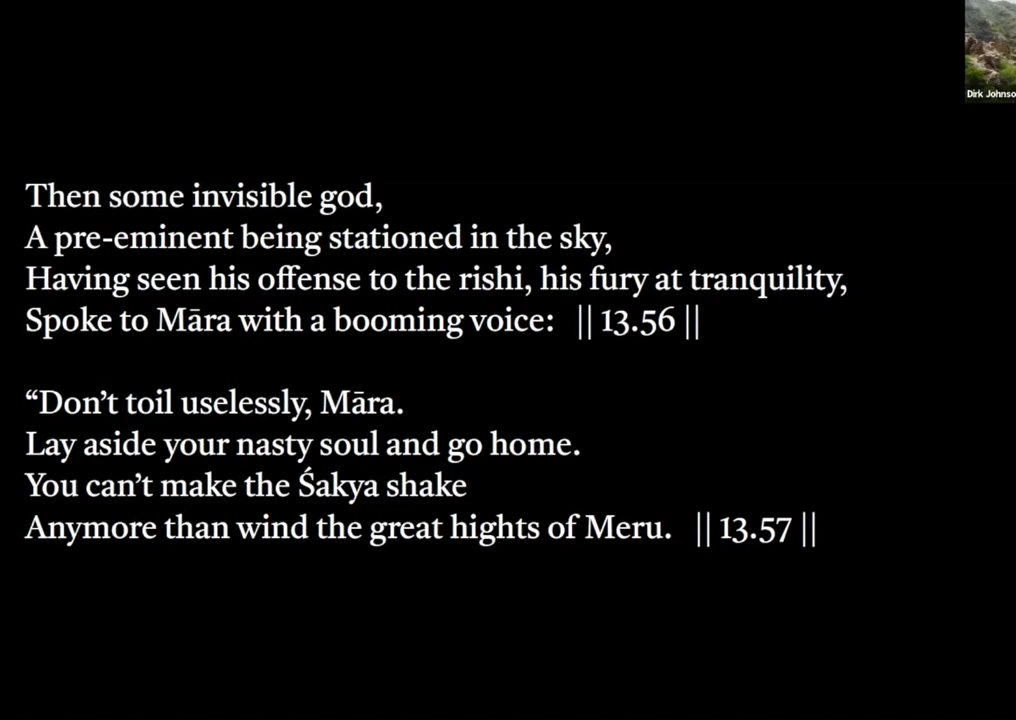 Dirk Johnso
Then some invisible god,
A pre-eminent being stationed in the sky,
Having seen his offense to the rishi, his fury at tranquility,
Spoke to Māra with a booming voice: || 13.56 ||
“Don’t toil uselessly, Māra.
Lay aside your nasty soul and go home.
You can’t make the Śakya shake
Anymore than wind the great hights of Meru. || 13.57 ||